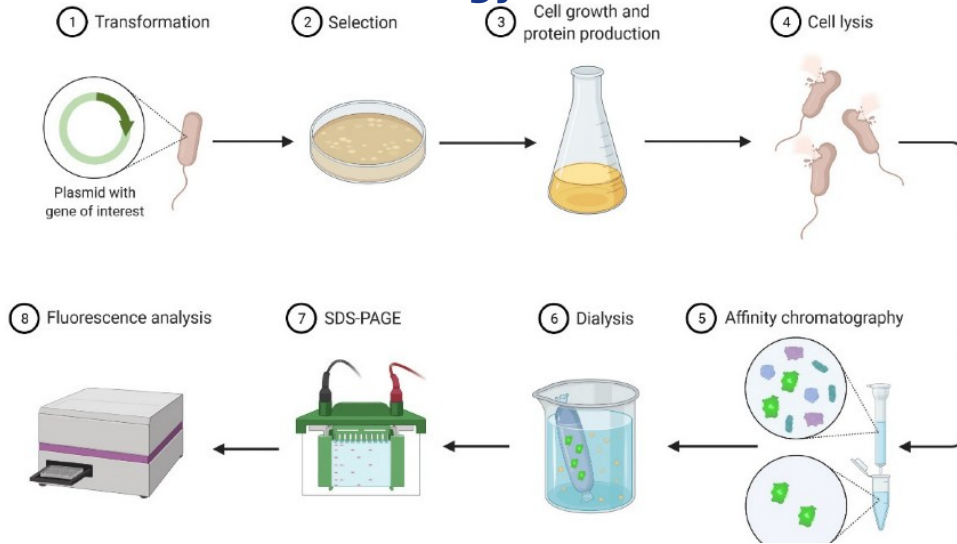 1 Transformation
2 Selection
3 Cell growth and
protein production
4 Cell lysis
Plasmid with
gene of interest
8 Fluorescence analysis
7 SDS-PAGE
6 Dialysis
5 Affinity chromatography